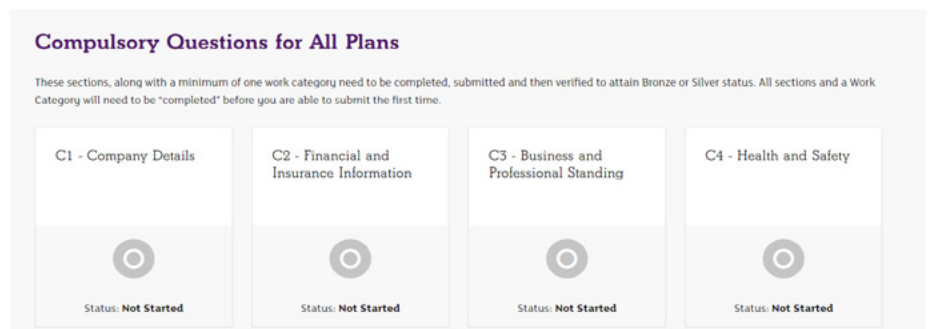 Compulsory Questions for All Plans
These sections, along with a minimum of one work category need to be completed, submitted and then verified to attain Bronze or Silver status. All sections and a Work
Category will need to be "completed" before you are able to submit the first time.
C1 - Company Details
C2 - Financial and
Insurance Information
C3 - Business and
Professional Standing
C4 - Health and Safety
Status: Not Started
Status: Not Started
Status: Not Started
Status: Not Started